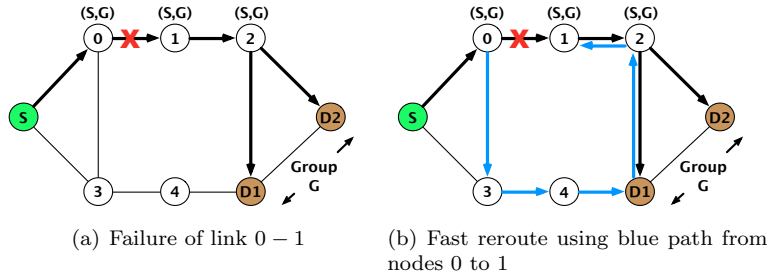 (S,G) (S,G) (S,G)
0 1 2
S D2
Group
G
3 4 D1
(a) Failure of link 0 − 1
(S,G) (S,G) (S,G)
0 1 2
S D2
Group
G
3 4 D1
(b) Fast reroute using blue path from
nodes 0 to 1